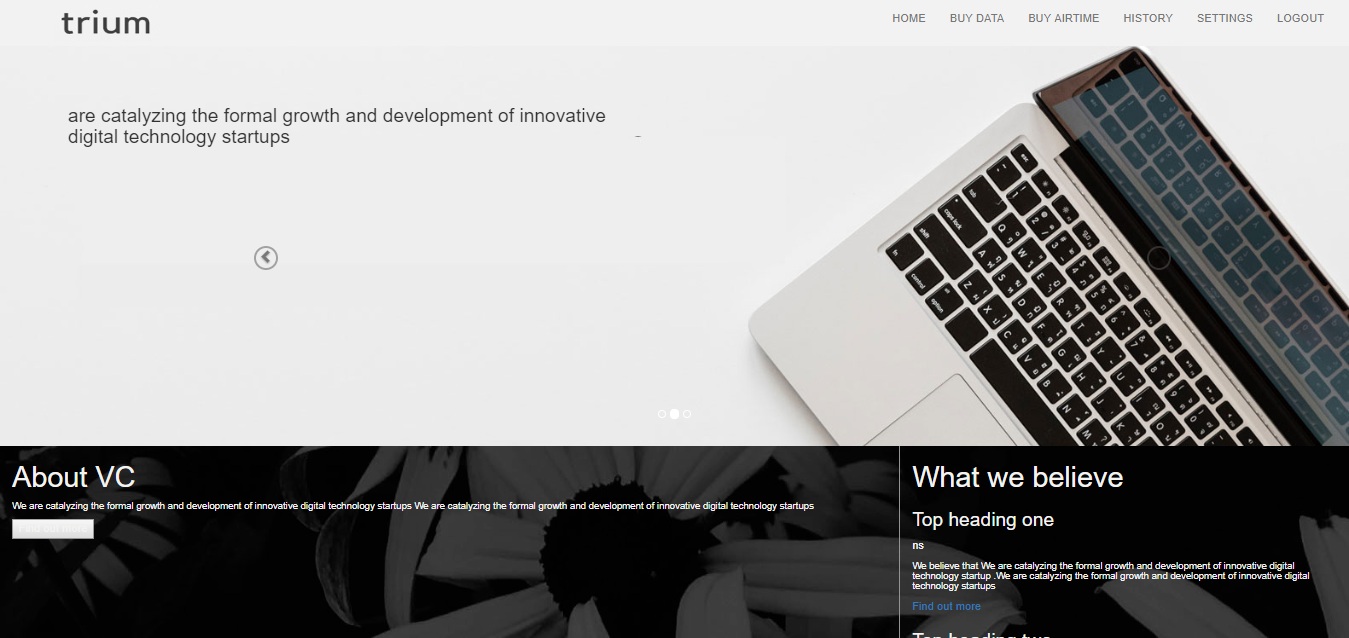 trium
HOME BUY DATA BUY AIRTIME HISTORY SETTINGS LOGOUT
are catalyzing the formal growth and development of innovative
digital technology startups
About VC
We are catalyzing the formal growth and development of innovative digital technology startups We are catalyzing the formal growth and development of innovative digital technology startups
What we believe
Top heading one
ns
We believe that We are catalyzing the formal growth and development of innovative digital
technology startup .We are catalyzing the formal growth and development of innovative digital
technology startups
Find out more
Top heading two